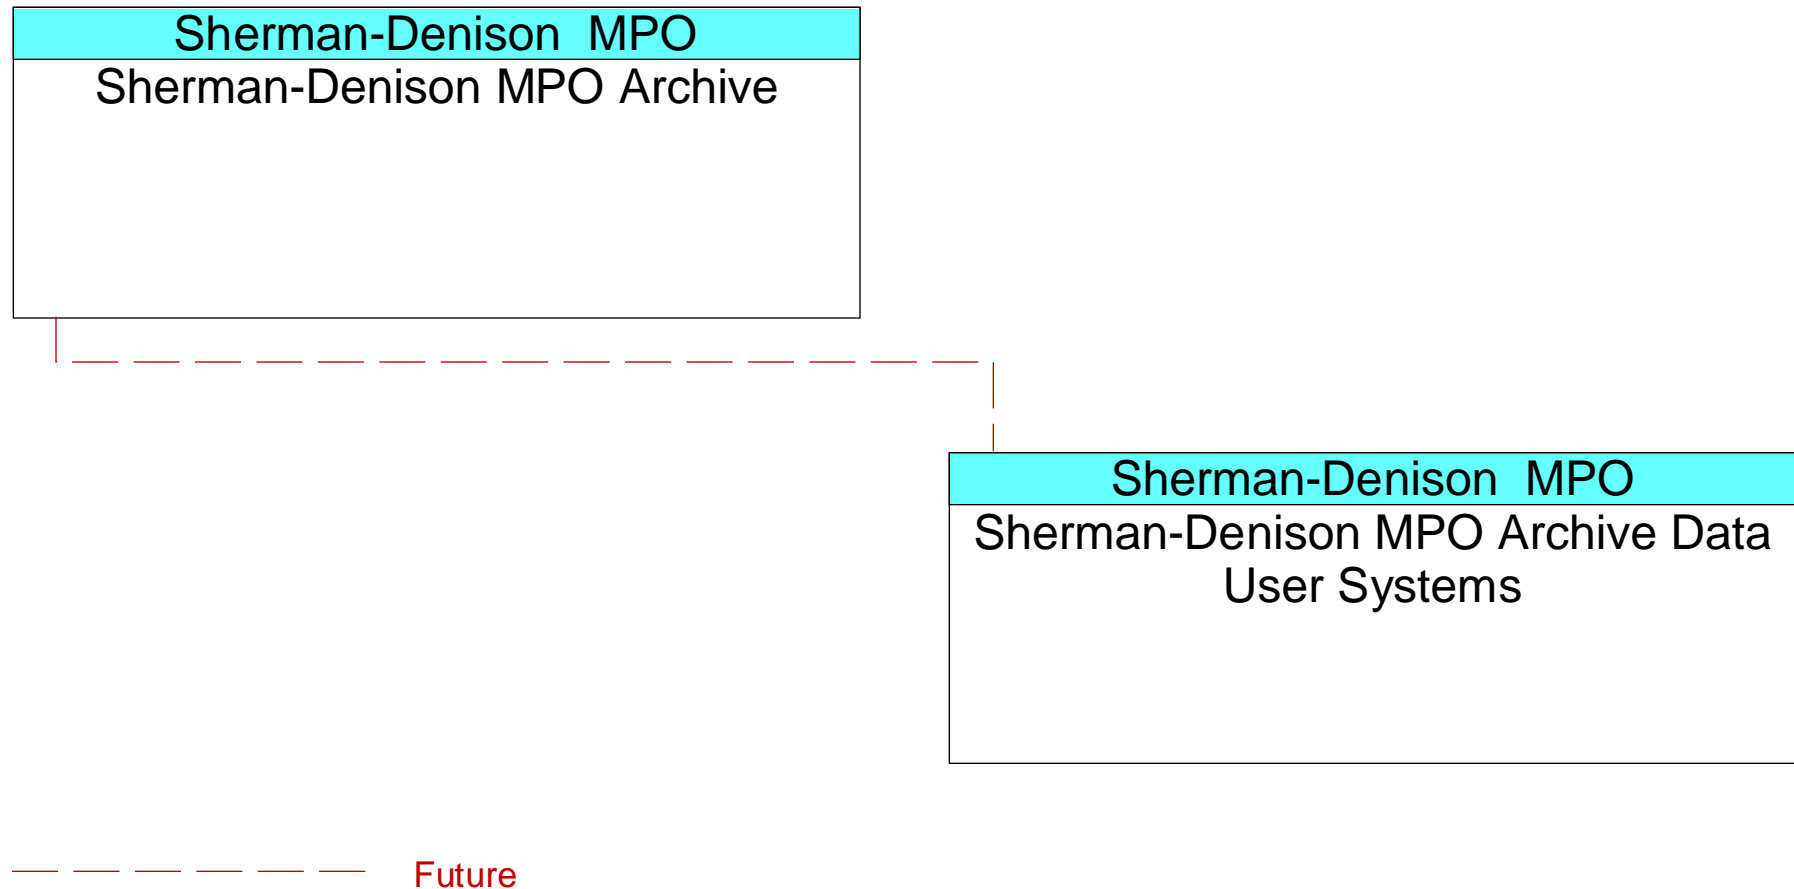 Sherman-Denison  MPO
Sherman-Denison MPO Archive
Sherman-Denison  MPO
Sherman-Denison MPO Archive Data
User Systems
Future